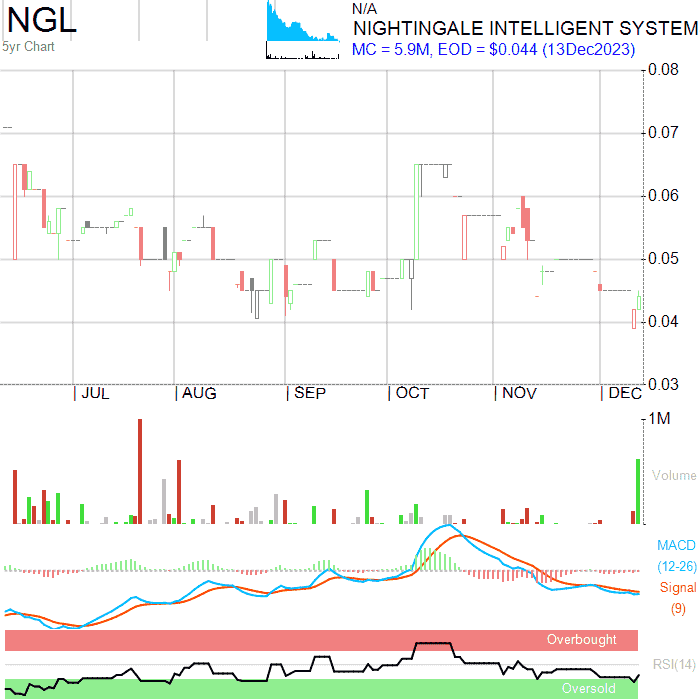 NGL
5yr Chart
N/A
NIGHTINGALE INTELLIGENT SYSTEM
MC = 5.9M, EOD = $0.044 (13Dec2023)
0.08
0.07
0.06
0.05
0.04
0.03
JUL AUG SEP OCT NOV DEC
1M
Volume
MACD
(12-26)
Signal
(9)
Overbought
RSI(14)
Oversold